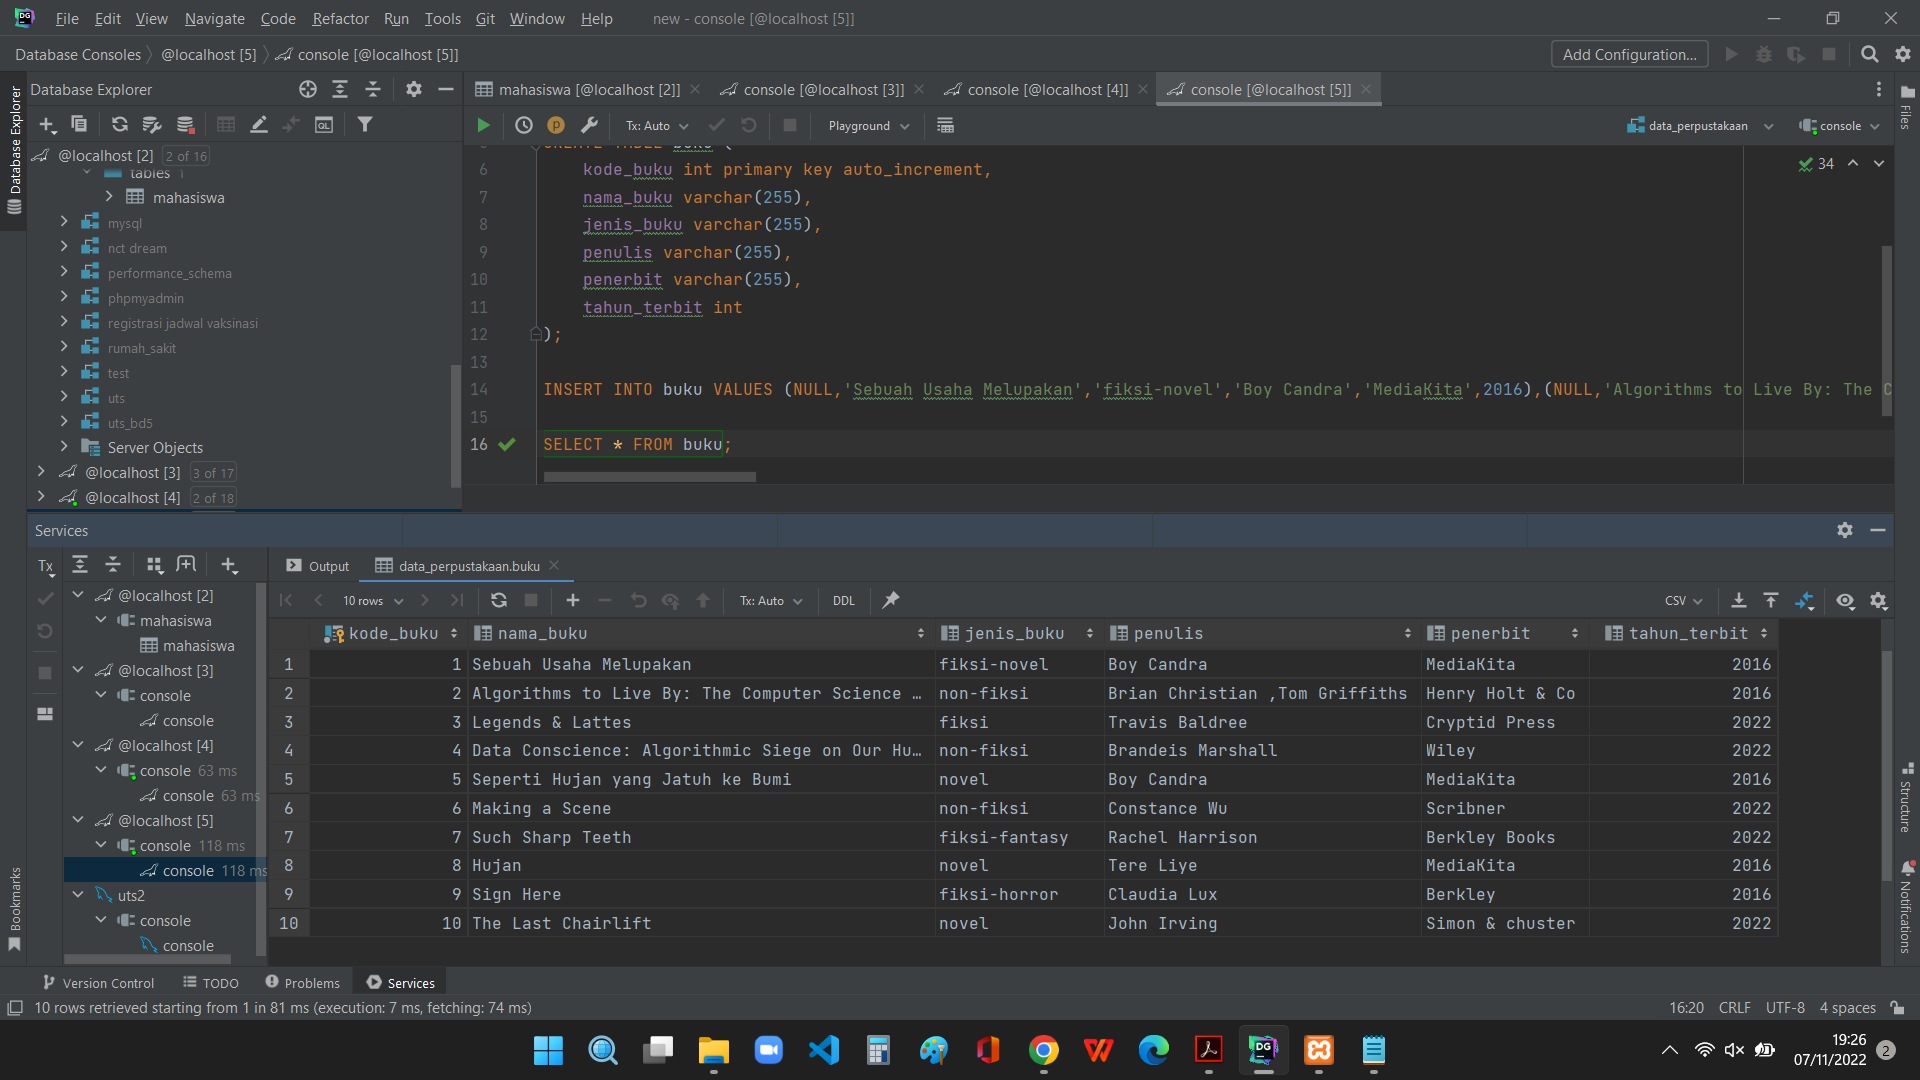 File Edit View Navigate Code Refactor Run Tools Git Window Help new - console [@localhost [5]]
Database Consoles @localhost [5] console [@localhost [5]] Add Configuration...
Database Explorer
mahasiswa [@localhost [2]] console [@localhost [3]] console [@localhost [4]] console [@localhost [5]]
Tx: Auto Playground data_perpustakaan console
Database Explorer
Files
@localhost [2] 2 of 16
tables 1
mahasiswa
mysql
nct dream
performance_schema
phpmyadmin
registrasi jadwal vaksinasi
rumah_sakit
test
uts
uts_bd5
Server Objects
@localhost [3] 3 of 17
@localhost [4] 2 of 18
34
CREATE TABLE buku (
6 kode_buku int primary key auto_increment,
7 nama_buku varchar(255),
8 jenis_buku varchar(255),
9 penulis varchar(255),
10 penerbit varchar(255),
11 tahun_terbit int
12 );
13
14 INSERT INTO buku VALUES (NULL,'Sebuah Usaha Melupakan','fiksi-novel','Boy Candra','MediaKita',2016),(NULL,'Algorithms to Live By: The C
15
16 SELECT * FROM buku;
Services
Tx
@localhost [2]
mahasiswa
mahasiswa
@localhost [3]
console
console
@localhost [4]
console 63 ms
console 63 ms
@localhost [5]
console 118 ms
console 118 ms
uts2
console
console
Output data_perpustakaan.buku
10 rows Tx: Auto DDL CSV
kode_buku nama_buku jenis_buku penulis penerbit tahun_terbit
1 1 Sebuah Usaha Melupakan fiksi-novel Boy Candra MediaKita 2016
2 2 Algorithms to Live By: The Computer Science … non-fiksi Brian Christian ,Tom Griffiths Henry Holt & Co 2016
3 3 Legends & Lattes fiksi Travis Baldree Cryptid Press 2022
4 4 Data Conscience: Algorithmic Siege on Our Hu… non-fiksi Brandeis Marshall Wiley 2022
5 5 Seperti Hujan yang Jatuh ke Bumi novel Boy Candra MediaKita 2016
6 6 Making a Scene non-fiksi Constance Wu Scribner 2022
7 7 Such Sharp Teeth fiksi-fantasy Rachel Harrison Berkley Books 2022
8 8 Hujan novel Tere Liye MediaKita 2016
9 9 Sign Here fiksi-horror Claudia Lux Berkley 2016
10 10 The Last Chairlift novel John Irving Simon & chuster 2022
Structure
Notifications
Bookmarks
Version Control TODO Problems Services
10 rows retrieved starting from 1 in 81 ms (execution: 7 ms, fetching: 74 ms) 16:20 CRLF UTF-8 4 spaces
19:26
07/11/2022 2